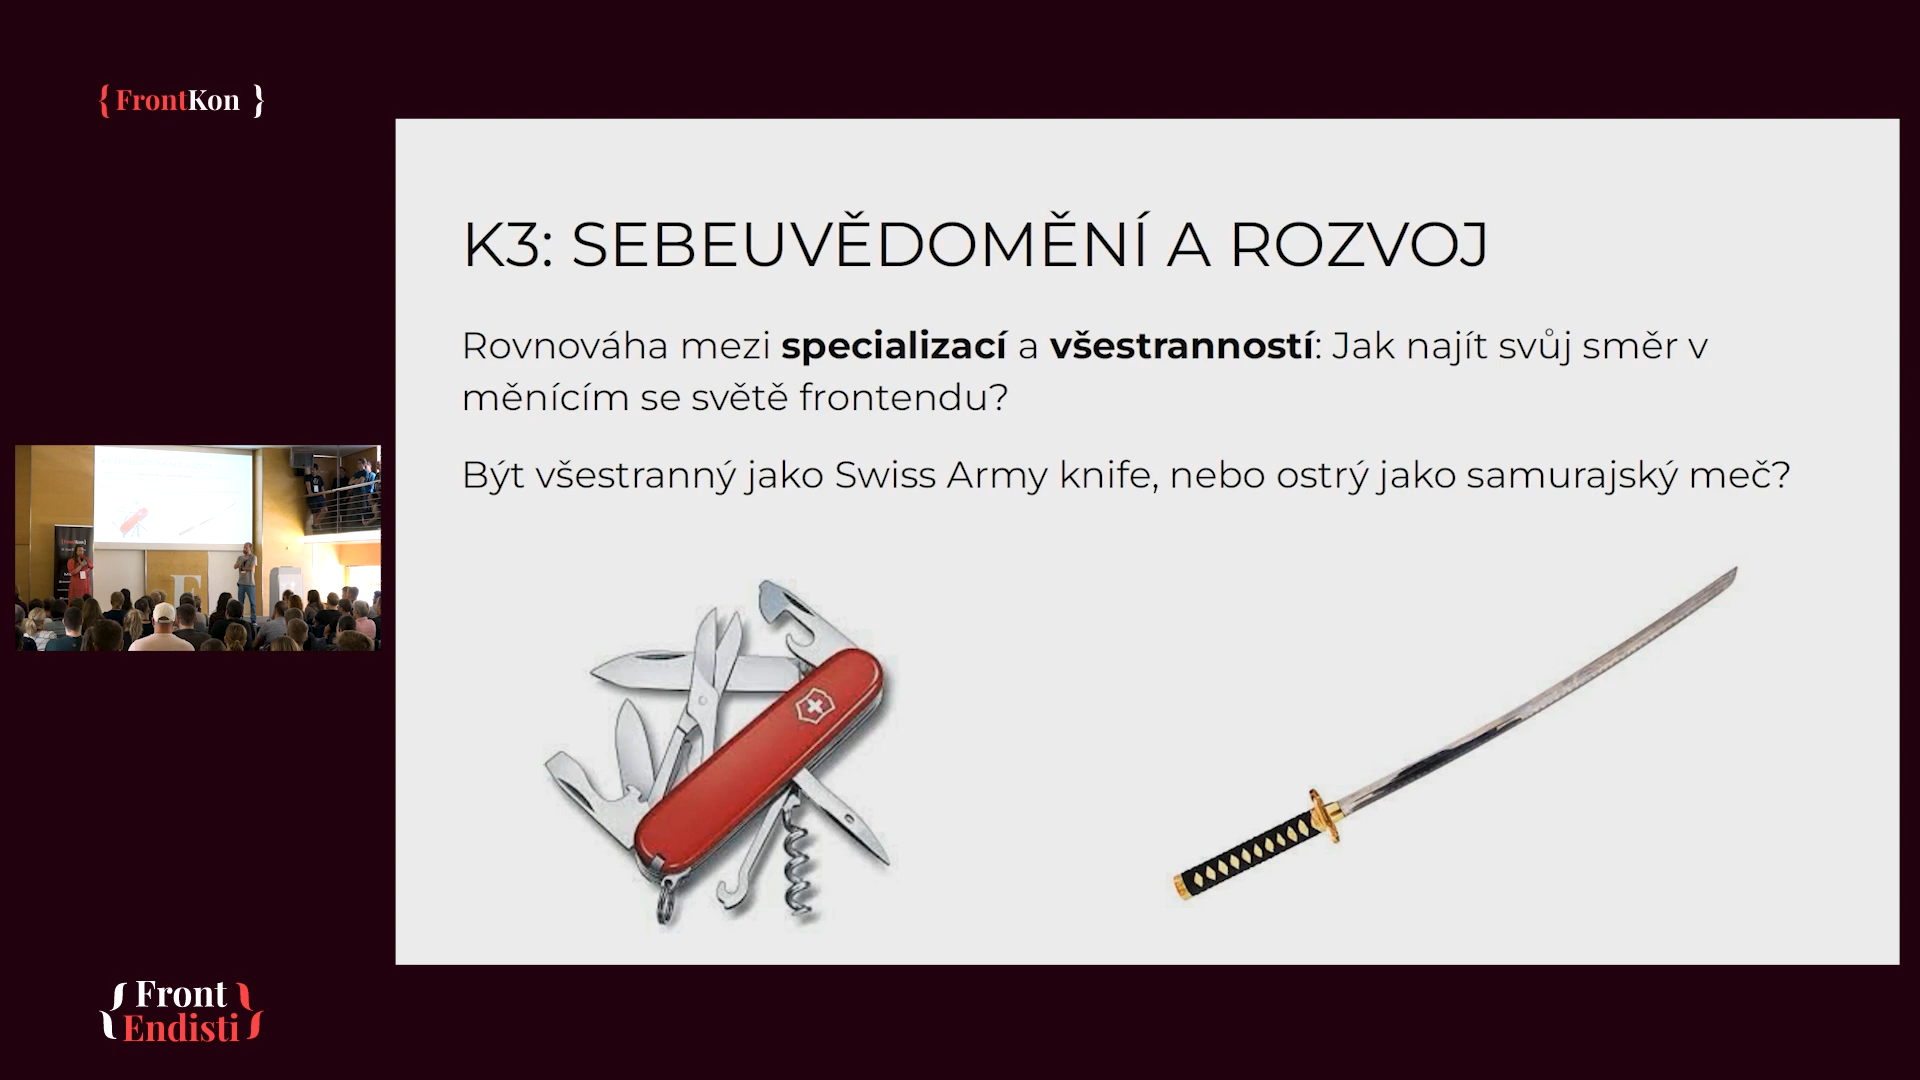 { FrontKon }
K3: SEBEUVĚDOMĚNÍ A ROZVOJ
Rovnováha mezi specializací a všestranností: Jak najít svůj směr v
měnícím se světě frontendu?
Být všestranný jako Swiss Army knife, nebo ostrý jako samurajský meč?
{ Front }
{ Endisti }